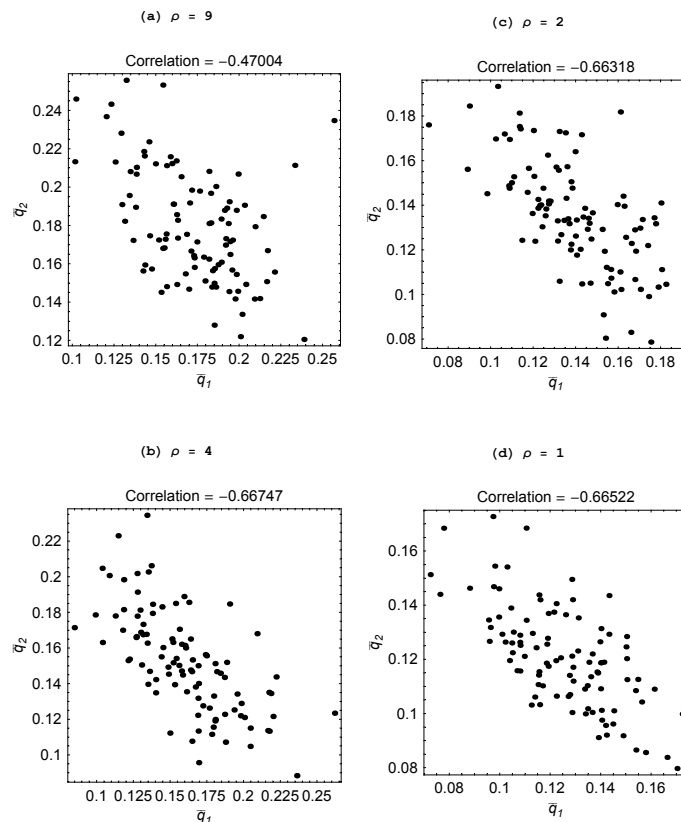 (a) ρ = 9
Correlation = −0.47004
0.24
0.22
0.2
0.18
0.16
0.14
0.12
q̅2
0.1 0.125 0.15 0.175 0.2 0.225 0.25
q̅1
(c) ρ = 2
Correlation = −0.66318
0.18
0.16
0.14
0.12
0.1
0.08
q̅2
0.08 0.1 0.12 0.14 0.16 0.18
q̅1
(b) ρ = 4
Correlation = −0.66747
0.22
0.2
0.18
0.16
0.14
0.12
0.1
q̅2
0.1 0.125 0.15 0.175 0.2 0.225 0.25
q̅1
(d) ρ = 1
Correlation = −0.66522
0.16
0.14
0.12
0.1
0.08
q̅2
0.08 0.1 0.12 0.14 0.16
q̅1